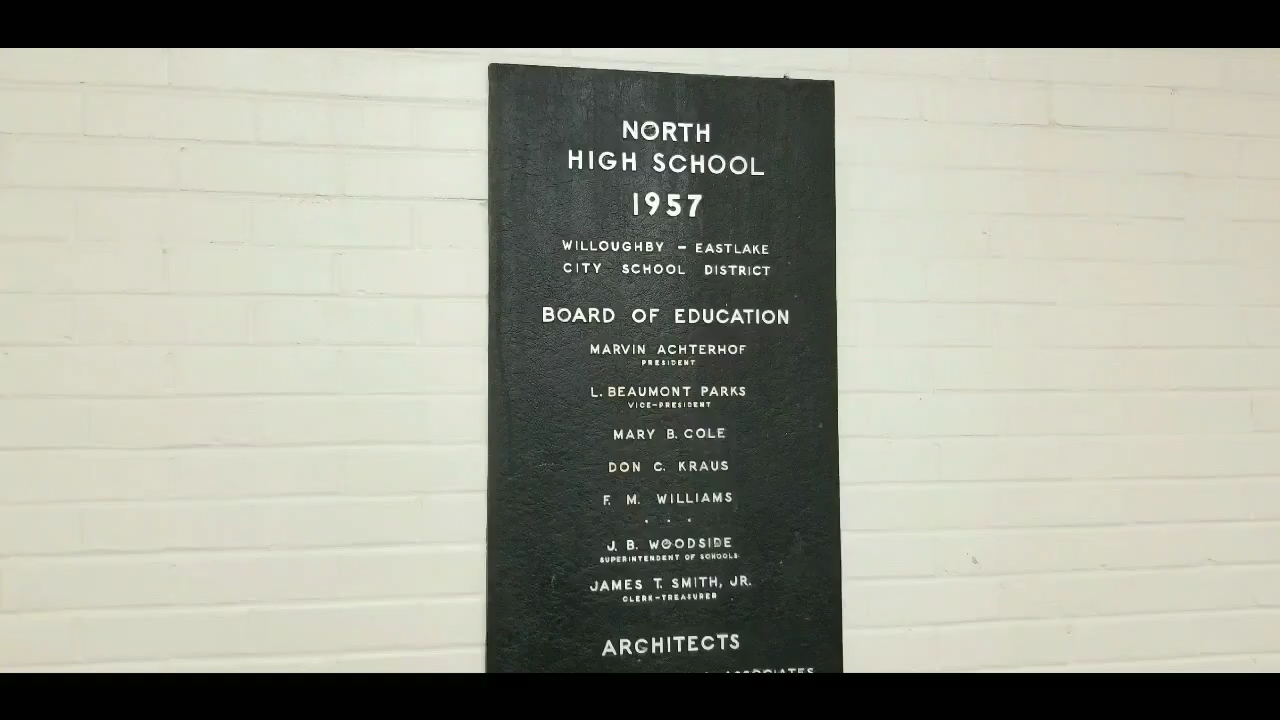 NORTH
HIGH SCHOOL
1957
WILLOUGHBY - EASTLAKE
CITY SCHOOL DISTRICT
BOARD OF EDUCATION
MARVIN ACHTERHOF
PRESIDENT
L. BEAUMONT PARKS
VICE-PRESIDENT
MARY B. COLE
DON C. KRAUS
F. M. WILLIAMS
. . .
J. B. WOODSIDE
SUPERINTENDENT OF SCHOOLS
JAMES T. SMITH, JR.
CLERK-TREASURER
ARCHITECTS
ASSOCIATES